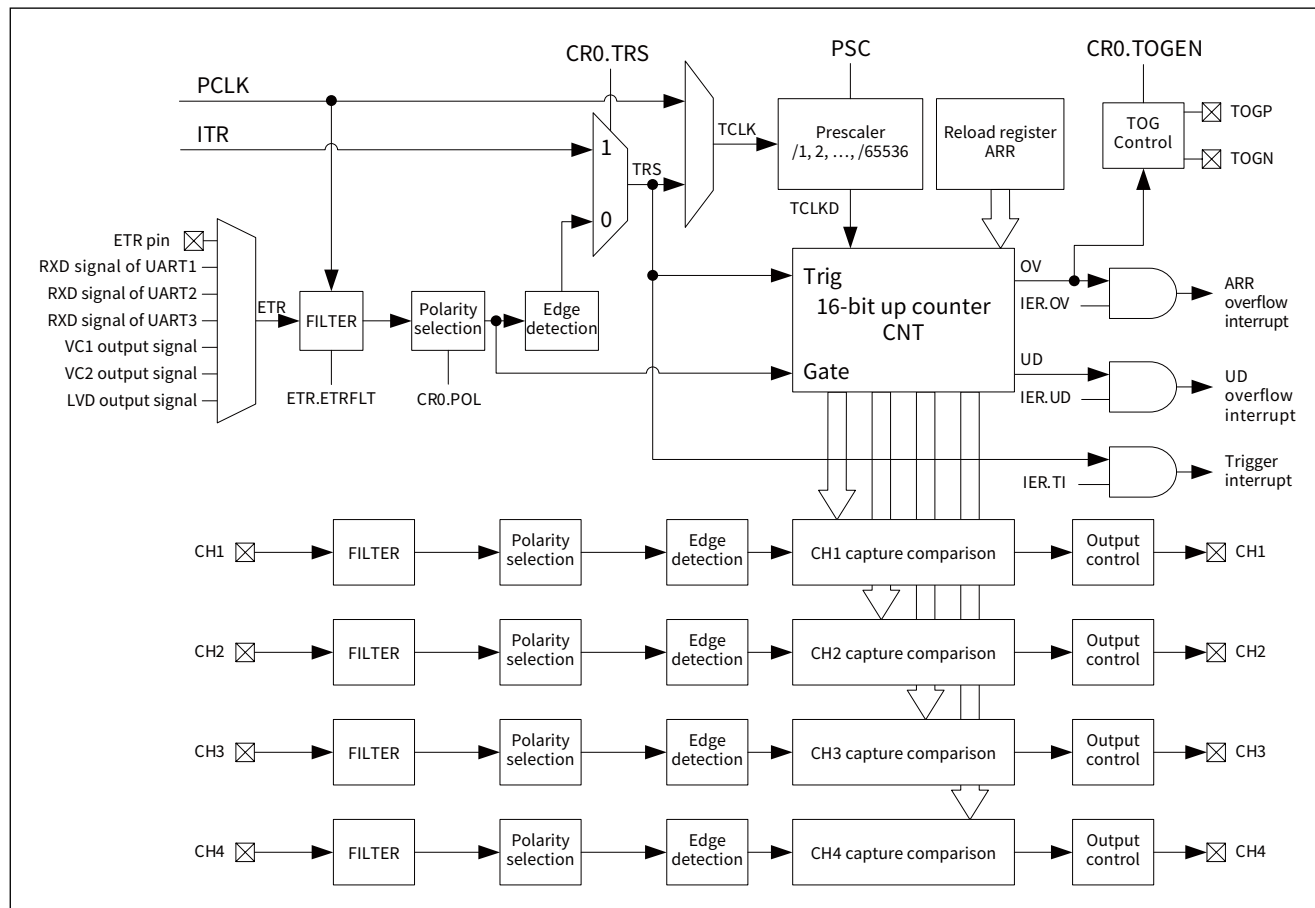 CR0.TRS
PSC
CR0.TOGEN
PCLK
ITR
1
0
TRS
TCLK
Prescaler
/1, 2, …, /65536
Reload register
ARR
TOG
Control
TOGP
TOGN
TCLKD
ETR pin
RXD signal of UART1
RXD signal of UART2
RXD signal of UART3
VC1 output signal
VC2 output signal
LVD output signal
ETR
FILTER
ETR.ETRFLT
Polarity
selection
CR0.POL
Edge
detection
Trig
16-bit up counter
CNT
Gate
OV
IER.OV
ARR
overflow
interrupt
UD
IER.UD
UD
overflow
interrupt
IER.TI
Trigger
interrupt
CH1
FILTER
Polarity
selection
Edge
detection
CH1 capture comparison
Output
control
CH1
CH2
FILTER
Polarity
selection
Edge
detection
CH2 capture comparison
Output
control
CH2
CH3
FILTER
Polarity
selection
Edge
detection
CH3 capture comparison
Output
control
CH3
CH4
FILTER
Polarity
selection
Edge
detection
CH4 capture comparison
Output
control
CH4